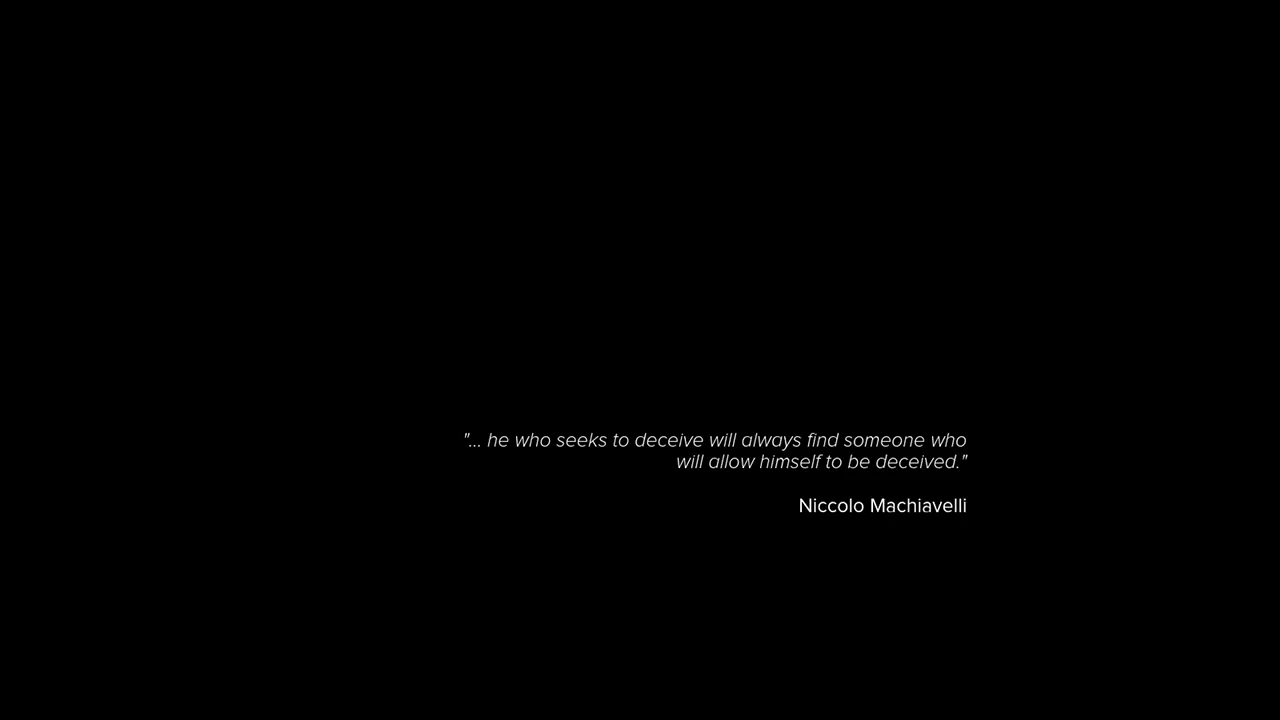 "... he who seeks to deceive will always find someone who
will allow himself to be deceived."
Niccolo Machiavelli